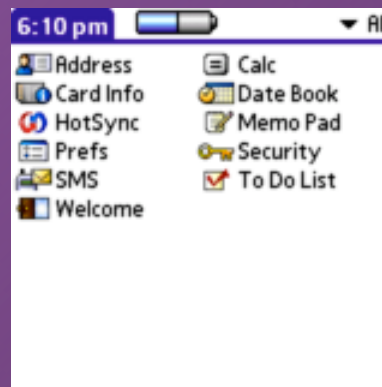 6:10 pm
Address Calc
Card Info Date Book
HotSync Memo Pad
Prefs Security
SMS To Do List
Welcome